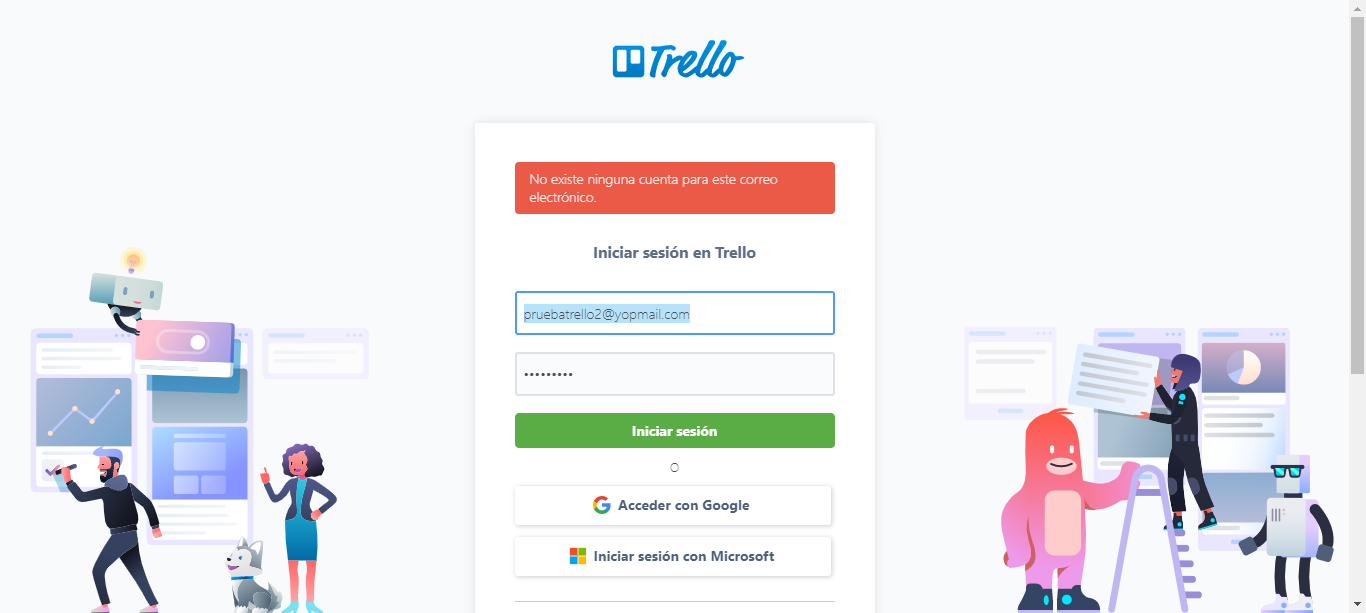 Trello
No existe ninguna cuenta para este correo
electrónico.
Iniciar sesión en Trello
pruebatrello2@yopmail.com
•••••••••
Iniciar sesión
O
Acceder con Google
Iniciar sesión con Microsoft